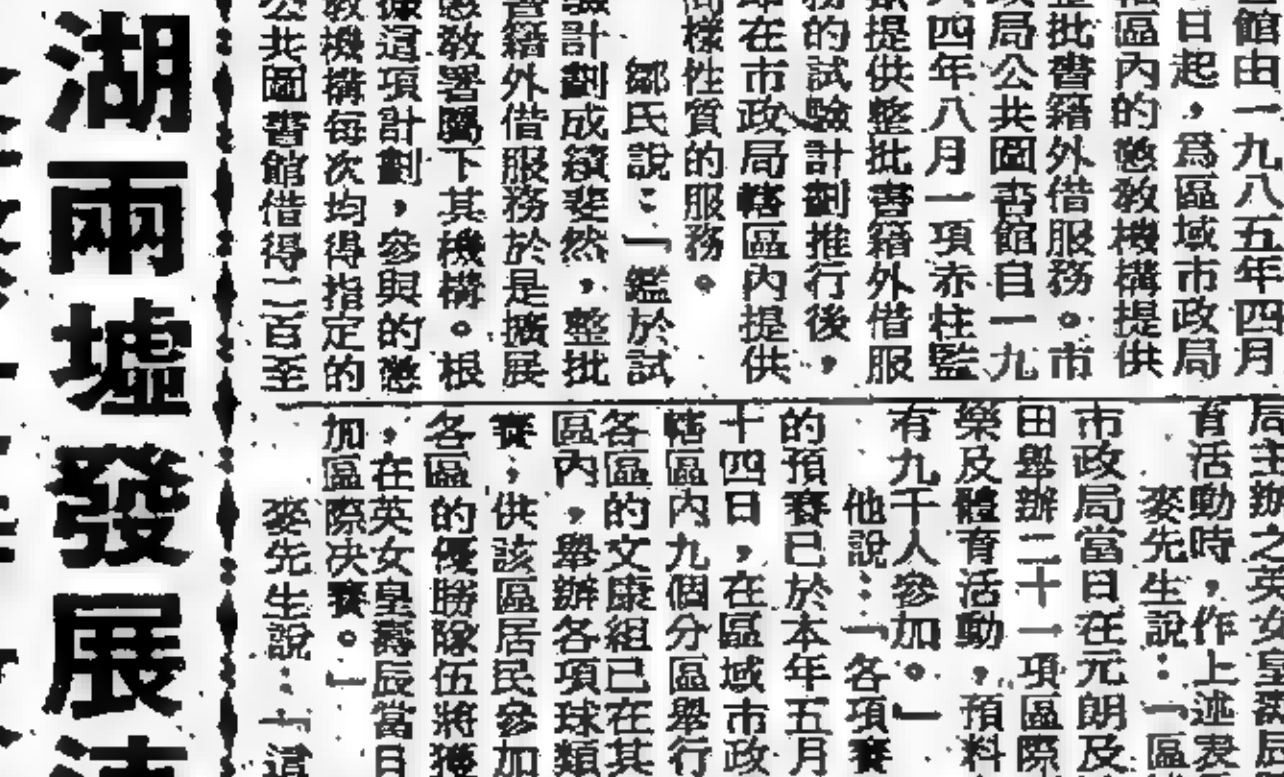 館由一九八五年四月
日起，為區域市政局
區內的懲教機構提供
整批書籍外借服務。市
政局公共圖書館自一九
八四年八月一項赤柱監
獄提供整批書籍外借服
務的試驗計劃推行後，
即在市政局轄區內提供
同樣性質的服務。
鄒民說：「鑑於試
驗計劃成績斐然，整批
書籍外借服務於是擴展
懲教署屬下其機構。根
據這項計劃，參與的懲
教機構每次均得指定的
公共圖書館借得二百至
局主辦之英女皇壽辰
育活動時，作上述表
麥先生說：「區
市政局當日在元朗及
田舉辦二十一項區際
樂及體育活動，預料
有九千人參加。」
他說：「各項賽
的預賽已於本年五月
十四日，在區域市政
轄區內九個分區舉行
各區的文康組已在其
區內，舉辦各項球類
賽，供該區居民參加
各區的優勝隊伍將獲
，在英女皇壽辰當日
加區際決賽。」
麥先生說：「這
湖兩墟發展